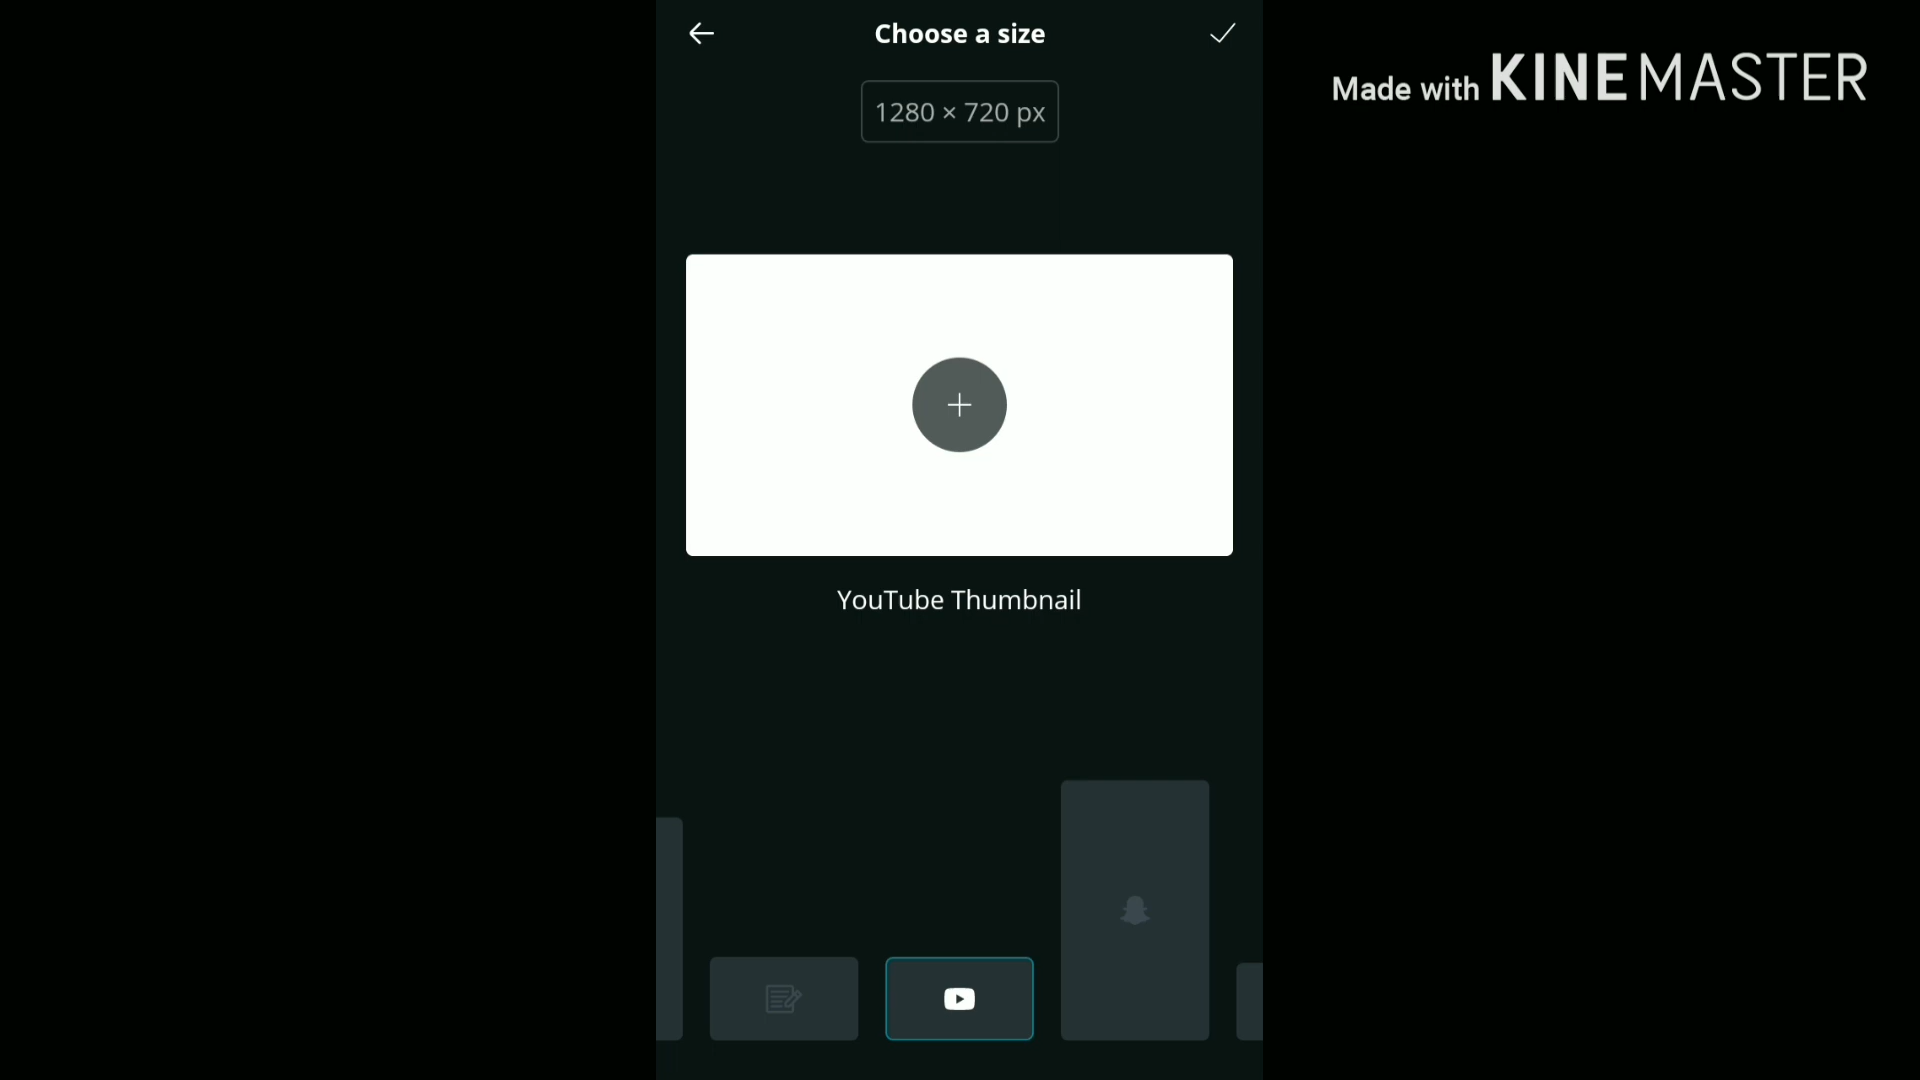 Choose a size
Made with KINEMASTER
1280 × 720 px
YouTube Thumbnail